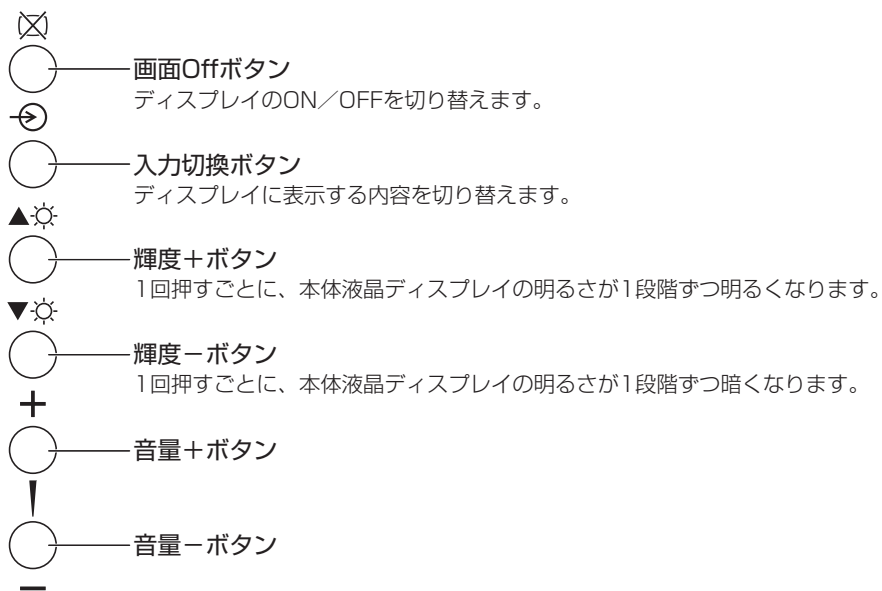 画面Offボタン
ディスプレイのON／OFFを切り替えます。
入力切換ボタン
ディスプレイに表示する内容を切り替えます。
輝度＋ボタン
1回押すごとに、本体液晶ディスプレイの明るさが1段階ずつ明るくなります。
輝度－ボタン
1回押すごとに、本体液晶ディスプレイの明るさが1段階ずつ暗くなります。
＋
音量＋ボタン
音量－ボタン
－